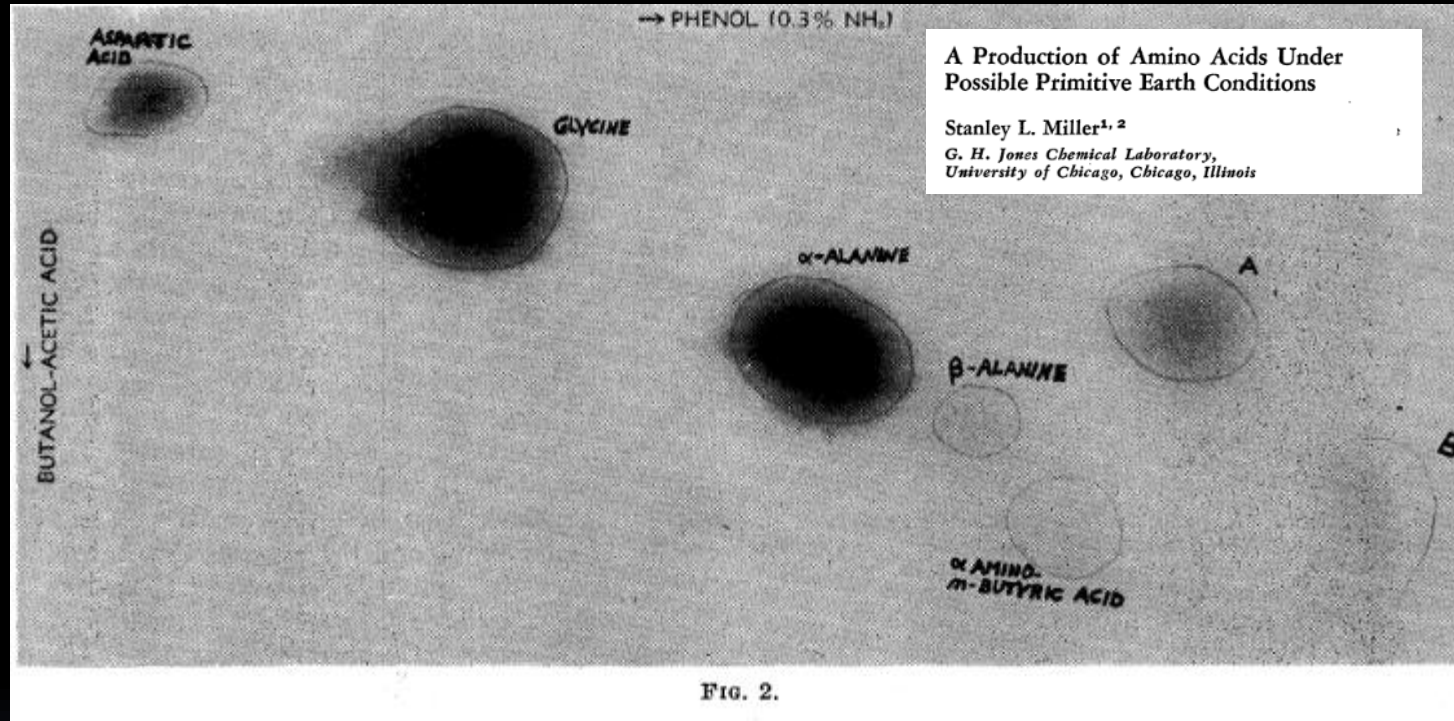 → PHENOL (0.3% NH₃)
ASPARTIC
ACID
A Production of Amino Acids Under
Possible Primitive Earth Conditions
Stanley L. Miller¹, ²
G. H. Jones Chemical Laboratory,
University of Chicago, Chicago, Illinois
GLYCINE
α-ALANINE
A
← BUTANOL-ACETIC ACID
β-ALANINE
B
α AMINO-
n-BUTYRIC ACID
FIG. 2.